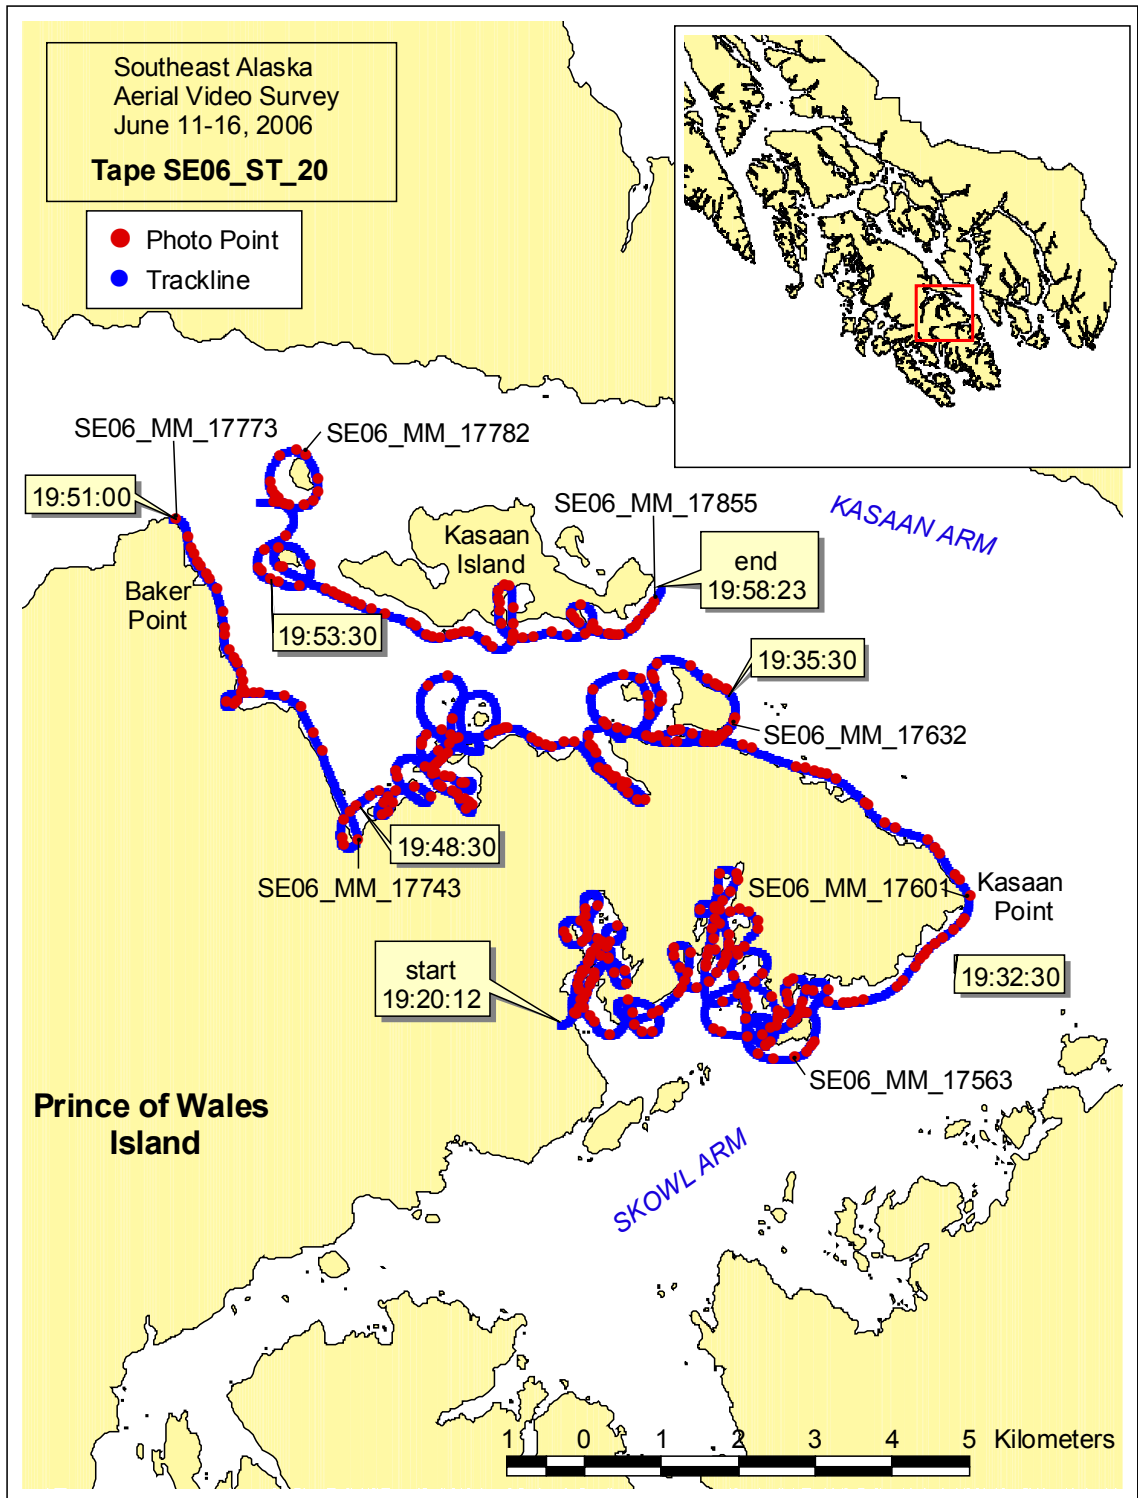 Southeast Alaska
Aerial Video Survey
June 11-16, 2006
Tape SE06_ST_20
Photo Point
Trackline
SE06_MM_17773
SE06_MM_17782
19:51:00
SE06_MM_17855
KASAAN ARM
Kasaan
Island
end
19:58:23
Baker
Point
19:53:30
19:35:30
SE06_MM_17632
19:48:30
SE06_MM_17743
SE06_MM_17601
Kasaan
Point
start
19:20:12
19:32:30
SE06_MM_17563
Prince of Wales
Island
SKOWL ARM
1 0 1 2 3 4 5 Kilometers